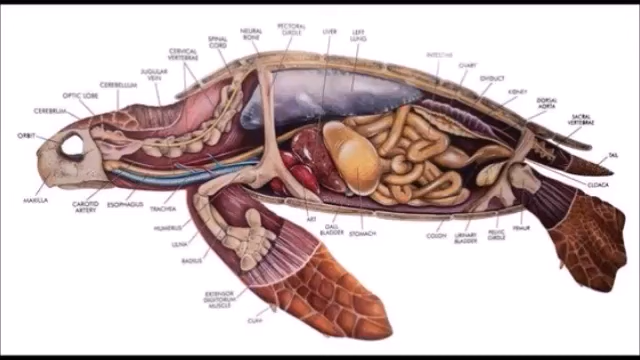 ORBIT
CEREBRUM
OPTIC LOBE
CEREBELLUM
JUGULAR
VEIN
CERVICAL
VERTEBRAE
SPINAL
CORD
NEURAL
BONE
PECTORAL
GIRDLE
LIVER
LEFT
LUNG
INTESTINE
OVARY
OVIDUCT
KIDNEY
DORSAL
AORTA
SACRAL
VERTEBRAE
TAIL
CLOACA
FEMUR
PELVIC
GIRDLE
URINARY
BLADDER
COLON
STOMACH
GALL
BLADDER
EXTENSOR
DIGITORUM
MUSCLE
RADIUS
ULNA
HUMERUS
TRACHEA
ESOPHAGUS
CAROTID
ARTERY
MAXILLA